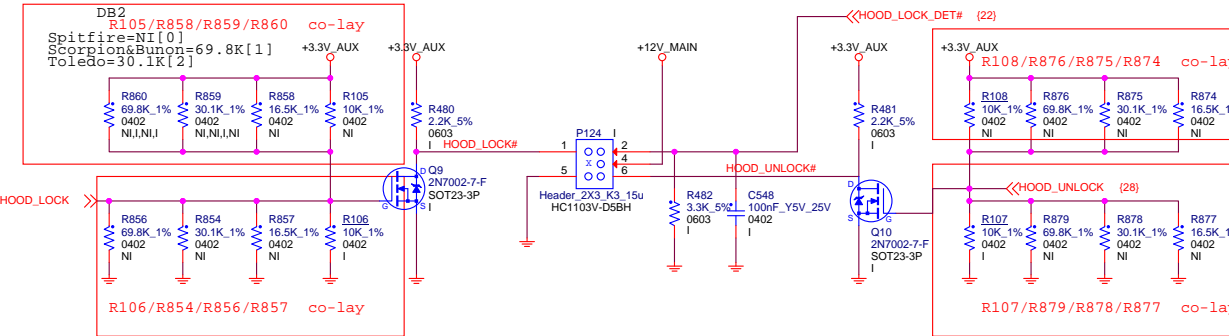 DB2
R105/R858/R859/R860 co-lay
Spitfire=NI[0]
Scorpion&Bunon=69.8K[1]
Toledo=30.1K[2]
+3.3V_AUX
R860
69.8K_1%
0402
NI,I,NI,I
R859
30.1K_1%
0402
NI,NI,I,NI
R858
16.5K_1%
0402
NI
R105
10K_1%
0402
NI
+3.3V_AUX
R480
2.2K_5%
0603
I
HOOD_LOCK#
HOOD_LOCK
D
G
S
Q9
2N7002-7-F
SOT23-3P
I
R856
69.8K_1%
0402
NI
R854
30.1K_1%
0402
NI
R857
16.5K_1%
0402
NI
R106
10K_1%
0402
I
R106/R854/R856/R857 co-lay
P124
I
1
2
X
4
5
6
Header_2X3_K3_15u
HC1103V-D5BH
+12V_MAIN
HOOD_LOCK_DET# {22}
HOOD_UNLOCK#
R482
3.3K_5%
0603
I
C548
100nF_Y5V_25V
0402
I
+3.3V_AUX
R481
2.2K_5%
0603
I
D
S
G
Q10
2N7002-7-F
SOT23-3P
I
+3.3V_AUX
R108/R876/R875/R874
R108
10K_1%
0402
NI
R876
69.8K_1%
0402
NI
R875
30.1K_1%
0402
NI
R874
0402
NI
HOOD_UNLOCK {28}
R107
10K_1%
0402
I
R879
69.8K_1%
0402
NI
R878
30.1K_1%
0402
NI
R877
0402
NI
R107/R879/R878/R877